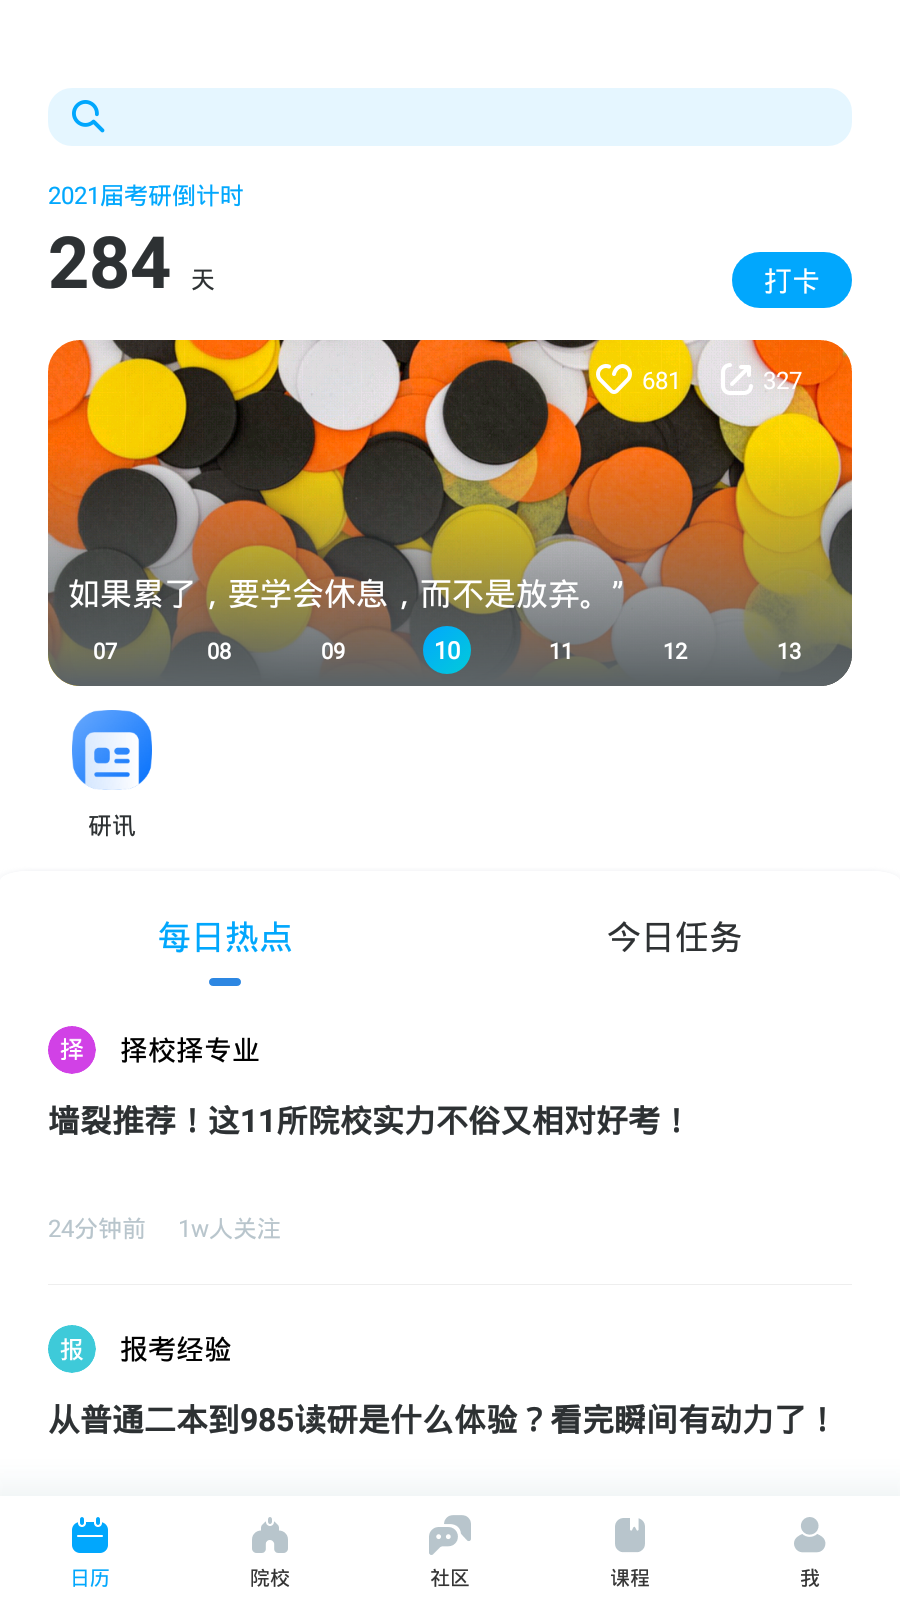 2021届考研倒计时
284 天
打卡
681 327
如果累了，要学会休息，而不是放弃。”
07 08 09 10 11 12 13
研讯
每日热点 今日任务
择 择校择专业
墙裂推荐！这11所院校实力不俗又相对好考！
24分钟前 1w人关注
报 报考经验
从普通二本到985读研是什么体验？看完瞬间有动力了！
日历 院校 社区 课程 我